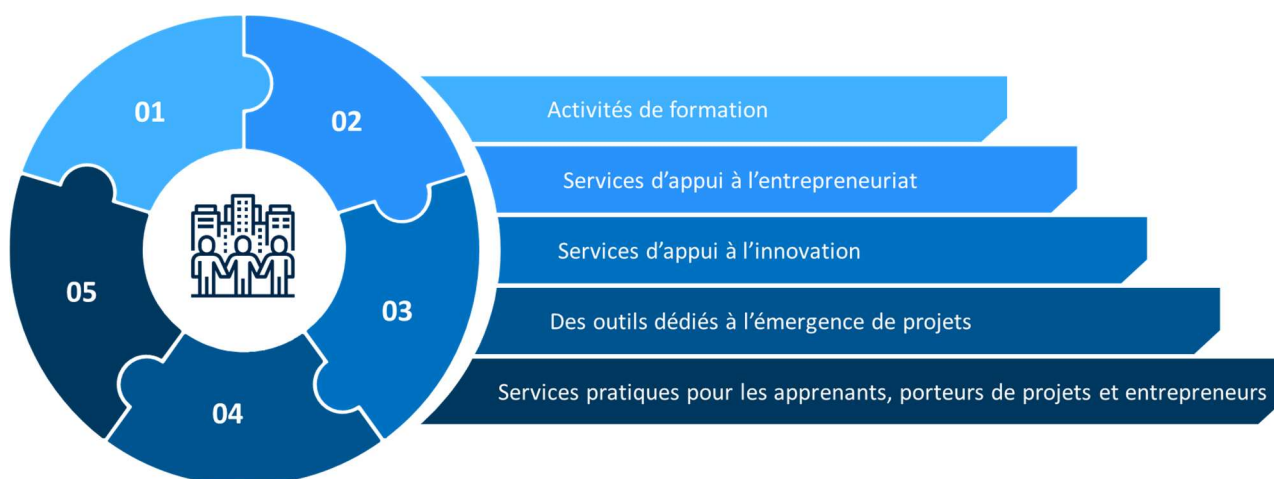 01
02
03
04
05
Activités de formation
Services d’appui à l’entrepreneuriat
Services d’appui à l’innovation
Des outils dédiés à l’émergence de projets
Services pratiques pour les apprenants, porteurs de projets et entrepreneurs